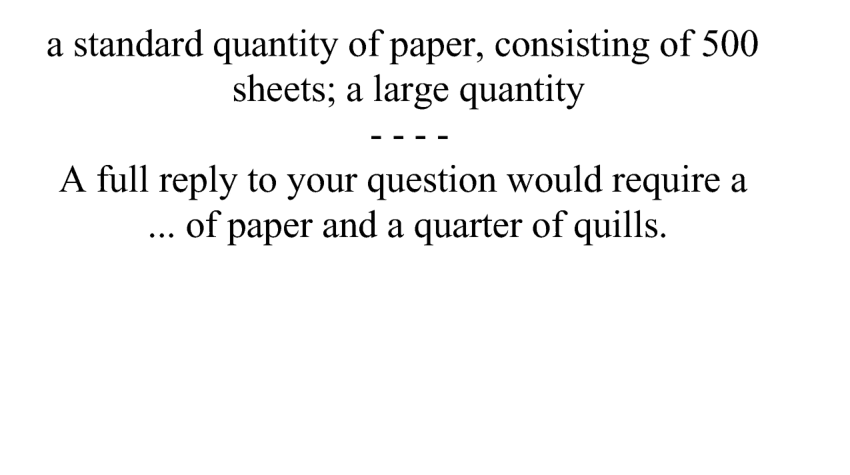 a standard quantity of paper, consisting of 500
sheets; a large quantity
- - - -
A full reply to your question would require a
... of paper and a quarter of quills.